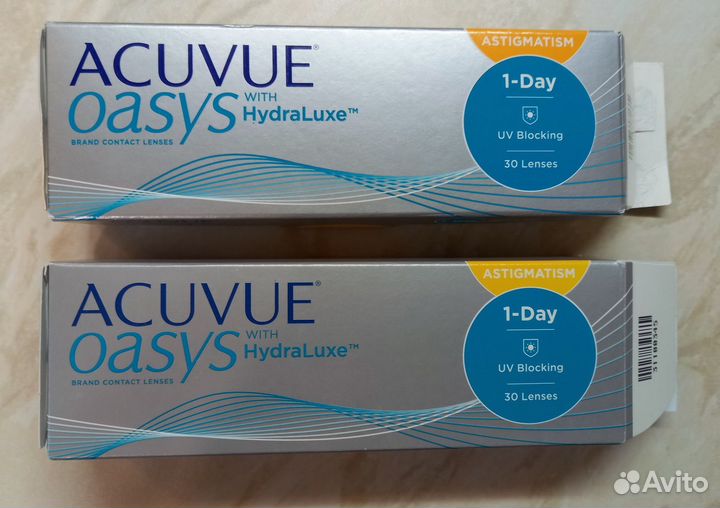 ACUVUE®
oasys WITH HydraLuxe™
BRAND CONTACT LENSES
ASTIGMATISM
1-Day
UV Blocking
30 Lenses
ACUVUE®
oasys WITH HydraLuxe™
BRAND CONTACT LENSES
ASTIGMATISM
1-Day
UV Blocking
30 Lenses
51180345
Avito